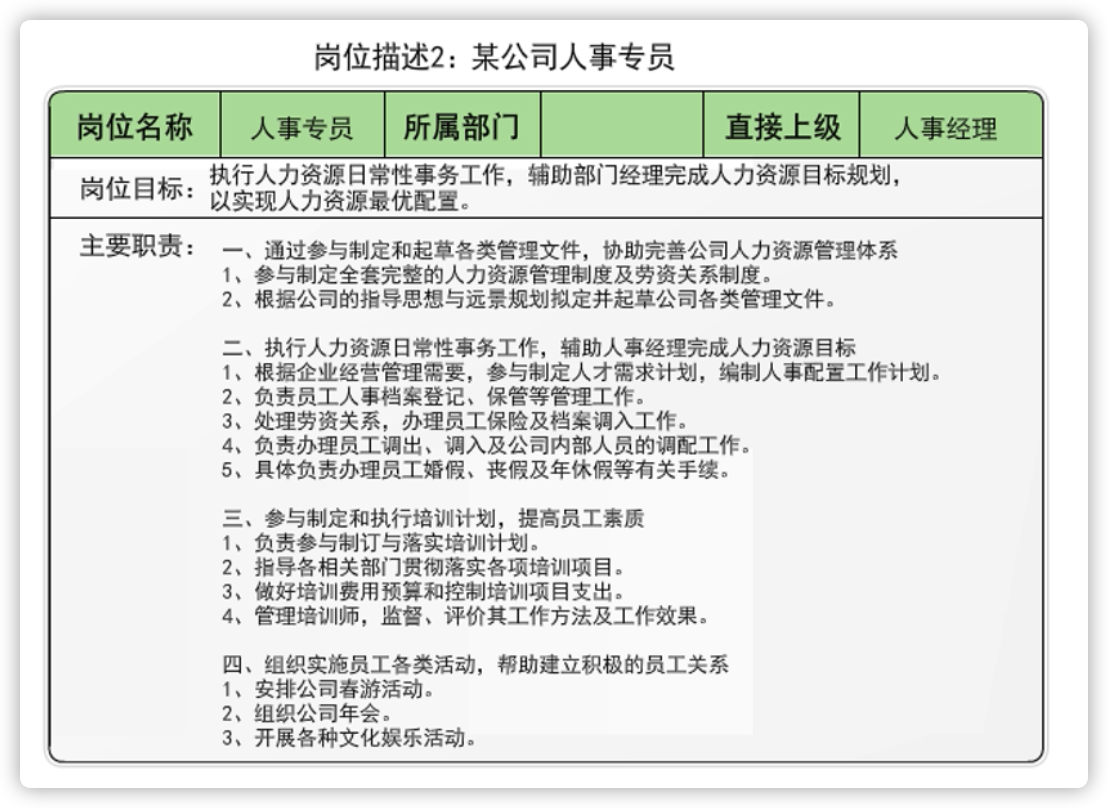 岗位描述2：某公司人事专员
岗位名称 人事专员 所属部门 直接上级 人事经理
岗位目标：执行人力资源日常性事务工作，辅助部门经理完成人力资源目标规划，
以实现人力资源最优配置。
主要职责：一、通过参与制定和起草各类管理文件，协助完善公司人力资源管理体系
1、参与制定全套完整的人力资源管理制度及劳资关系制度。
2、根据公司的指导思想与远景规划拟定并起草公司各类管理文件。
二、执行人力资源日常性事务工作，辅助人事经理完成人力资源目标
1、根据企业经营管理需要，参与制定人才需求计划，编制人事配置工作计划。
2、负责员工人事档案登记、保管等管理工作。
3、处理劳资关系，办理员工保险及档案调入工作。
4、负责办理员工调出、调入及公司内部人员的调配工作。
5、具体负责办理员工婚假、丧假及年休假等有关手续。
三、参与制定和执行培训计划，提高员工素质
1、负责参与制订与落实培训计划。
2、指导各相关部门贯彻落实各项培训项目。
3、做好培训费用预算和控制培训项目支出。
4、管理培训师，监督、评价其工作方法及工作效果。
四、组织实施员工各类活动，帮助建立积极的员工关系
1、安排公司春游活动。
2、组织公司年会。
3、开展各种文化娱乐活动。